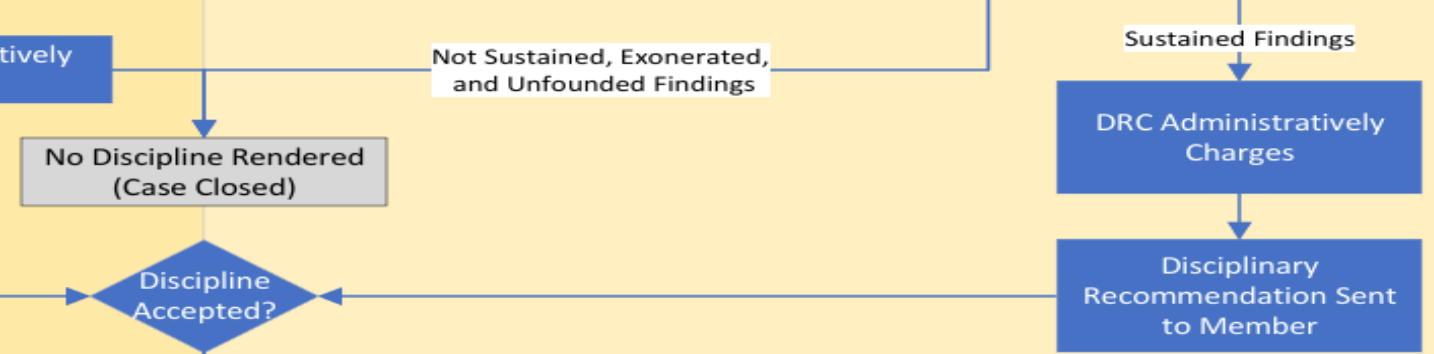 tively
Not Sustained, Exonerated,
and Unfounded Findings
Sustained Findings
DRC Administratively
Charges
No Discipline Rendered
(Case Closed)
Discipline
Accepted?
Disciplinary
Recommendation Sent
to Member